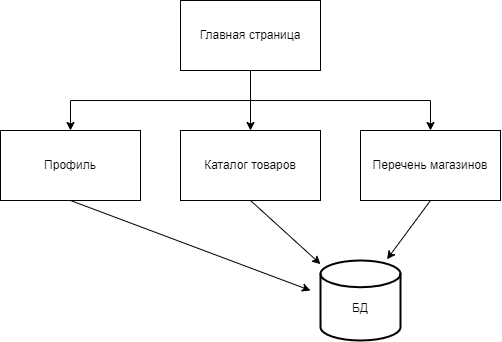 Главная страница
Профиль
Каталог товаров
Перечень магазинов
БД